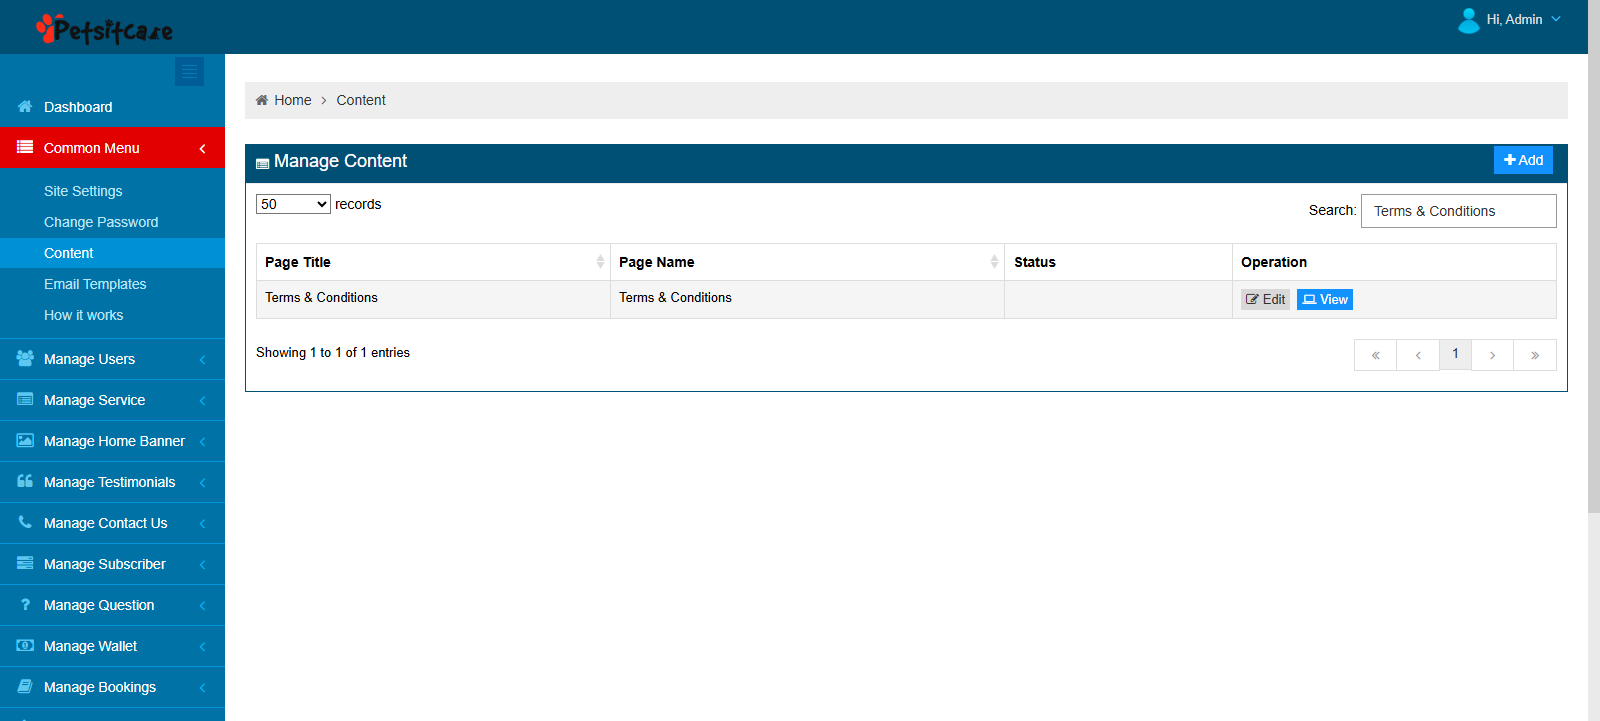 Petsitcare
Hi, Admin
Dashboard
Common Menu
Site Settings
Change Password
Content
Email Templates
How it works
Manage Users
Manage Service
Manage Home Banner
Manage Testimonials
Manage Contact Us
Manage Subscriber
Manage Question
Manage Wallet
Manage Bookings
Home > Content
Manage Content
Add
50 records
Search: Terms & Conditions
Page Title Page Name Status Operation
Terms & Conditions Terms & Conditions Edit View
Showing 1 to 1 of 1 entries
« ‹ 1 › »